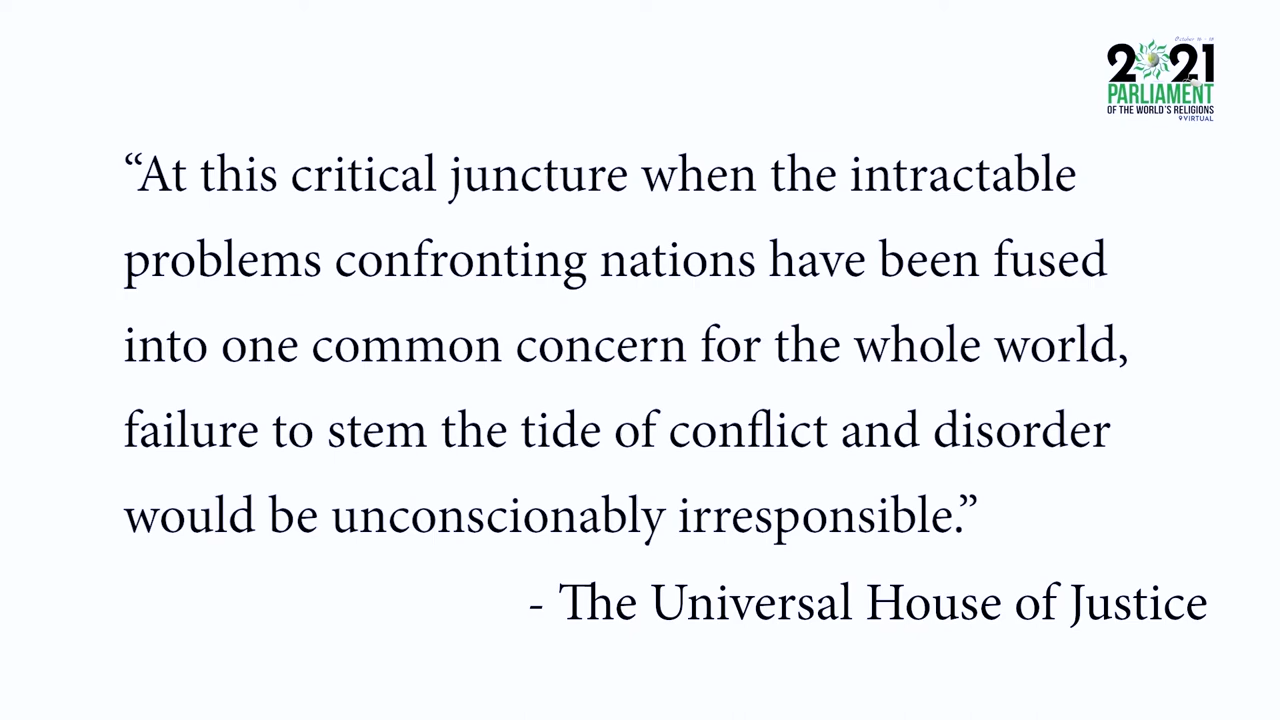 2021
PARLIAMENT
OF THE WORLD'S RELIGIONS
VIRTUAL
“At this critical juncture when the intractable
problems confronting nations have been fused
into one common concern for the whole world,
failure to stem the tide of conflict and disorder
would be unconscionably irresponsible.”
- The Universal House of Justice